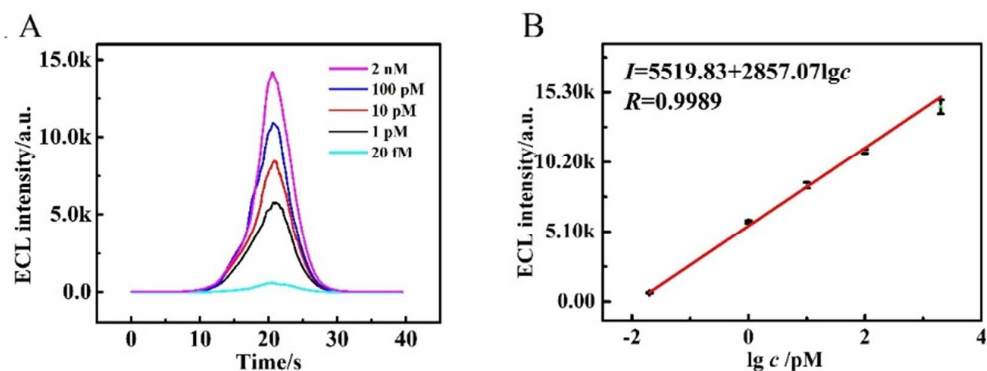 A
ECL intensity/a.u.
15.0k
10.0k
5.0k
0.0
2 nM
100 pM
10 pM
1 pM
20 fM
0 10 20 30 40
Time/s
B
ECL intensity/a.u.
15.30k
10.20k
5.10k
0.00
I=5519.83+2857.07lgc
R=0.9989
-2 0 2 4
lg c /pM